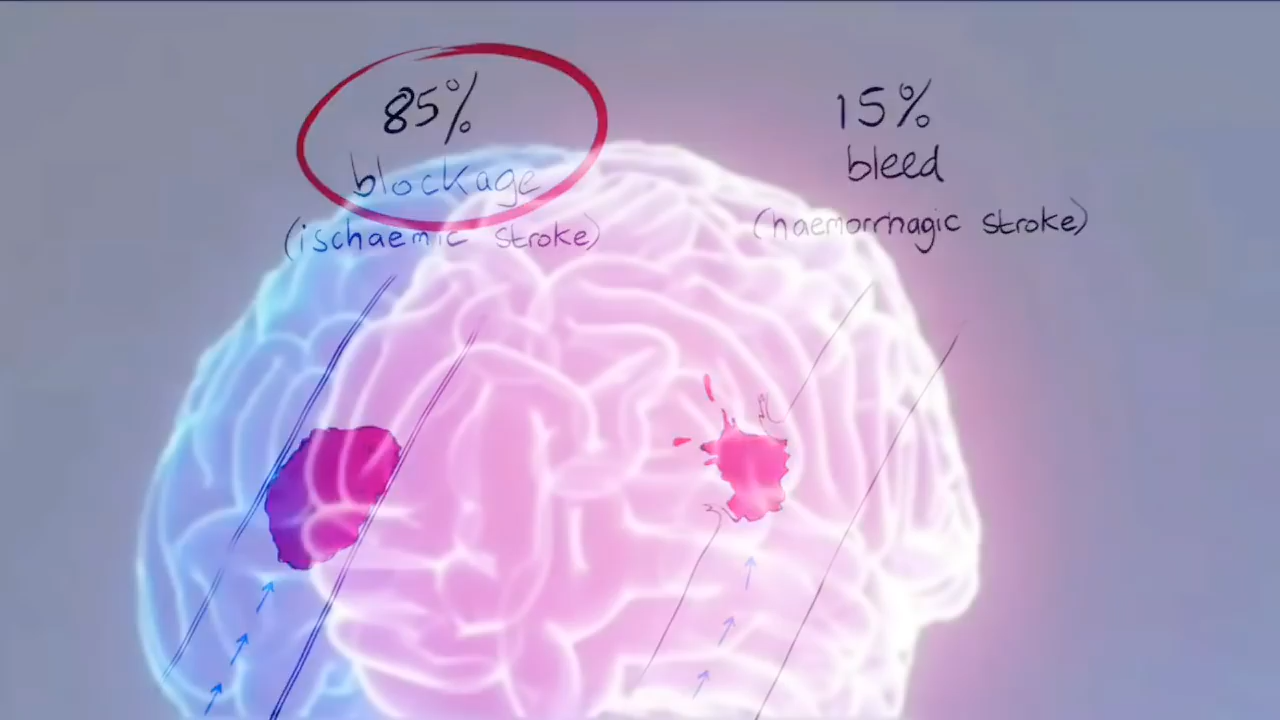 85%
blockage
(ischaemic stroke)
15%
bleed
(haemorrhagic stroke)